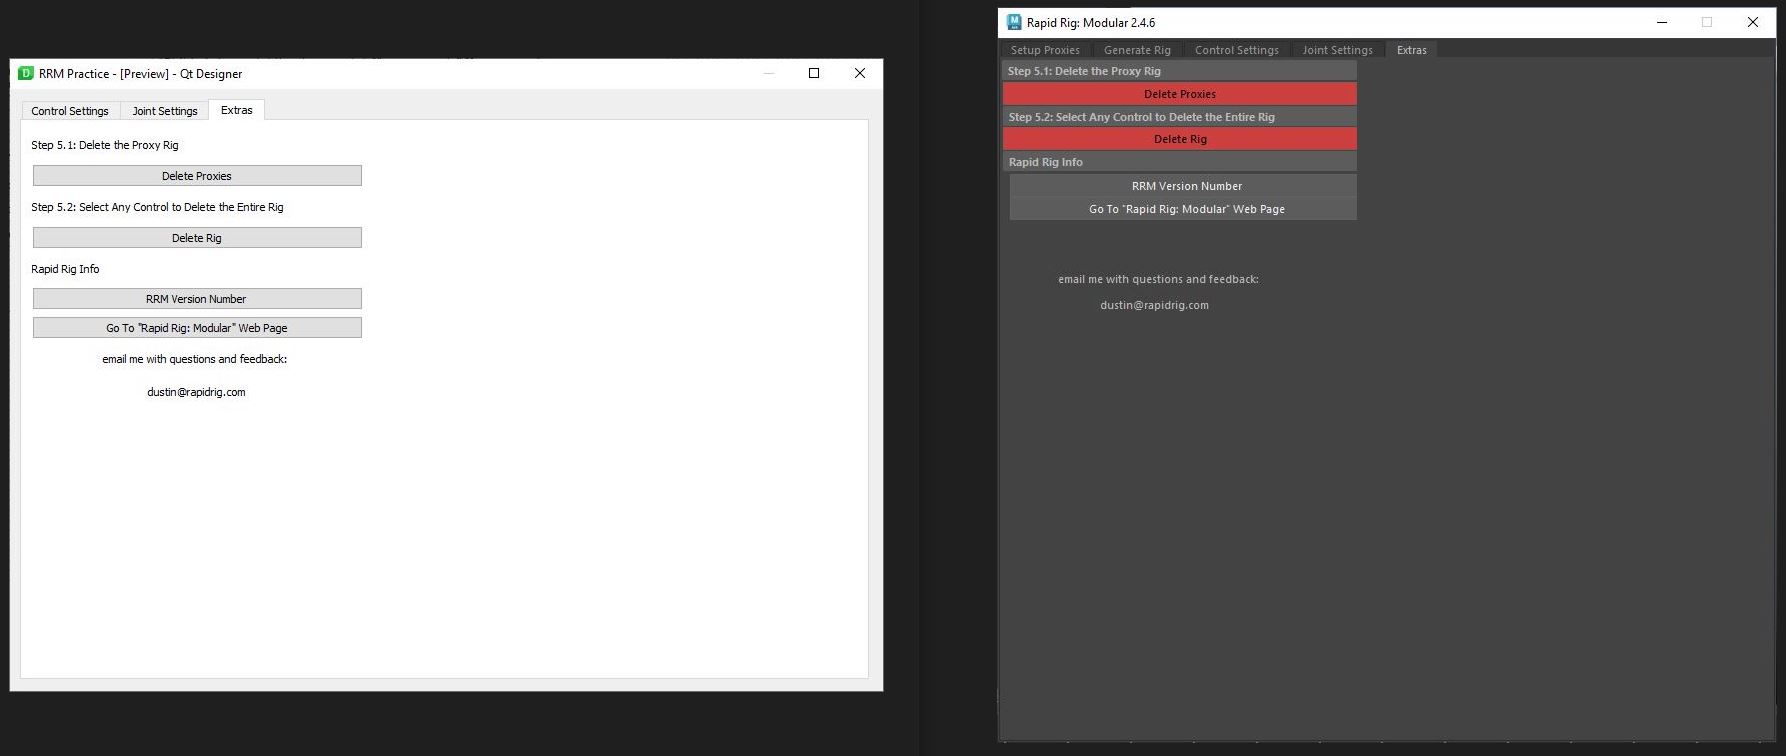 RRM Practice - [Preview] - Qt Designer
Control Settings Joint Settings Extras
Step 5.1: Delete the Proxy Rig
Delete Proxies
Step 5.2: Select Any Control to Delete the Entire Rig
Delete Rig
Rapid Rig Info
RRM Version Number
Go To "Rapid Rig: Modular" Web Page
email me with questions and feedback:
dustin@rapidrig.com
Rapid Rig: Modular 2.4.6
Setup Proxies Generate Rig Control Settings Joint Settings Extras
Step 5.1: Delete the Proxy Rig
Delete Proxies
Step 5.2: Select Any Control to Delete the Entire Rig
Delete Rig
Rapid Rig Info
RRM Version Number
Go To "Rapid Rig: Modular" Web Page
email me with questions and feedback:
dustin@rapidrig.com